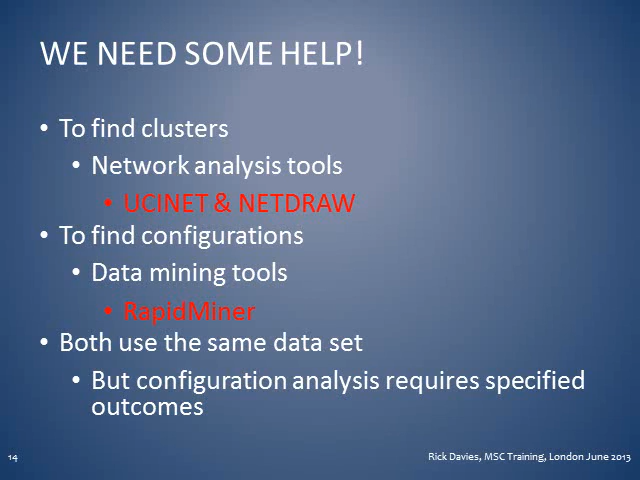 WE NEED SOME HELP!
• To find clusters
• Network analysis tools
• UCINET & NETDRAW
• To find configurations
• Data mining tools
• RapidMiner
• Both use the same data set
• But configuration analysis requires specified
outcomes
14
Rick Davies, MSC Training, London June 2013